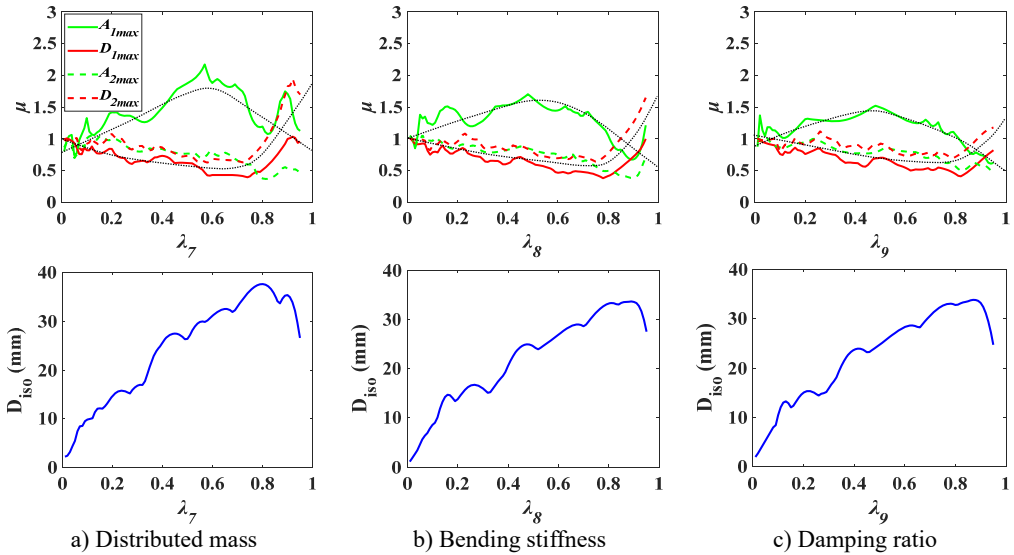 3
2.5
2
1.5
1
0.5
0
μ
A1max
D1max
A2max
D2max
0 0.2 0.4 0.6 0.8 1
λ7
3
2.5
2
1.5
1
0.5
0
μ
0 0.2 0.4 0.6 0.8 1
λ8
3
2.5
2
1.5
1
0.5
0
μ
0 0.2 0.4 0.6 0.8 1
λ9
40
30
20
10
0
Diso (mm)
0 0.2 0.4 0.6 0.8 1
λ7
40
30
20
10
0
Diso (mm)
0 0.2 0.4 0.6 0.8 1
λ8
40
30
20
10
0
Diso (mm)
0 0.2 0.4 0.6 0.8 1
λ9
a) Distributed mass
b) Bending stiffness
c) Damping ratio